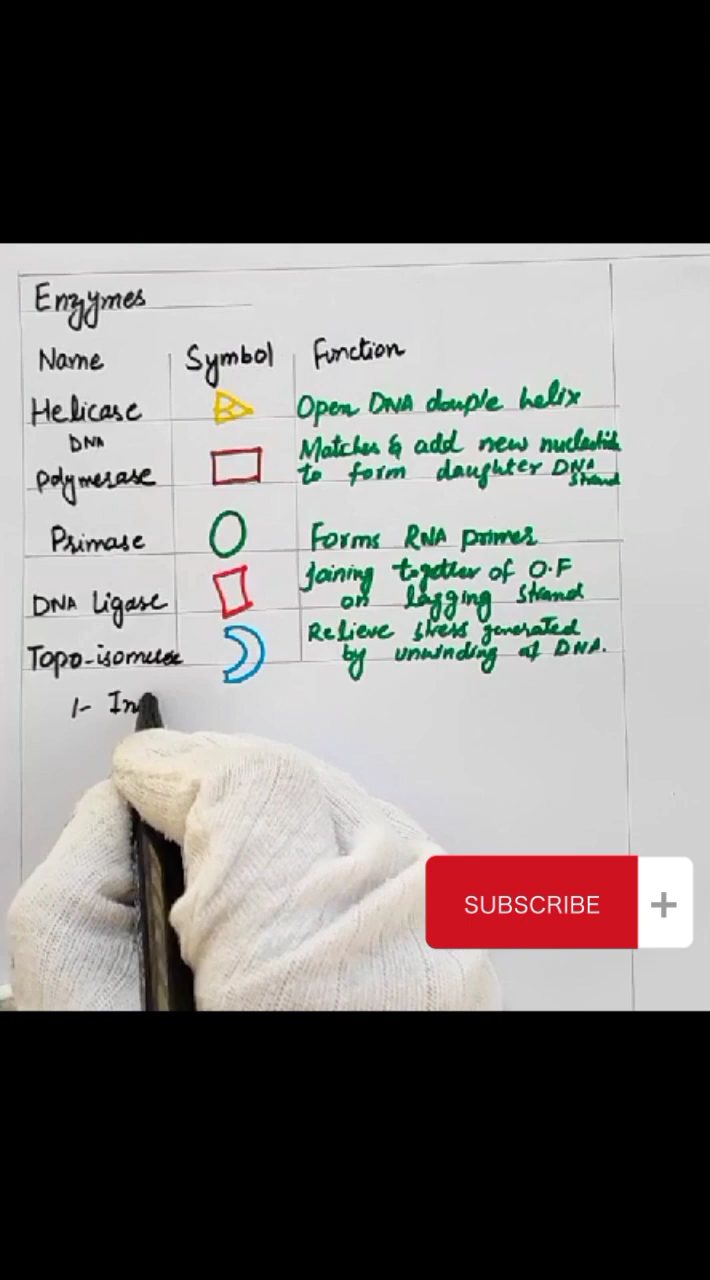 Enzymes
Name Symbol Function
Helicase Open DNA douple helix
DNA
Polymerase
Matches & add new nucleotide
to form daughter DNA
strand
Primase Forms RNA primer
DNA Ligase
Joining together of O.F
on lagging strand
Topo-isomerase
Relieve stress generated
by unwinding of DNA.
1- In
SUBSCRIBE +